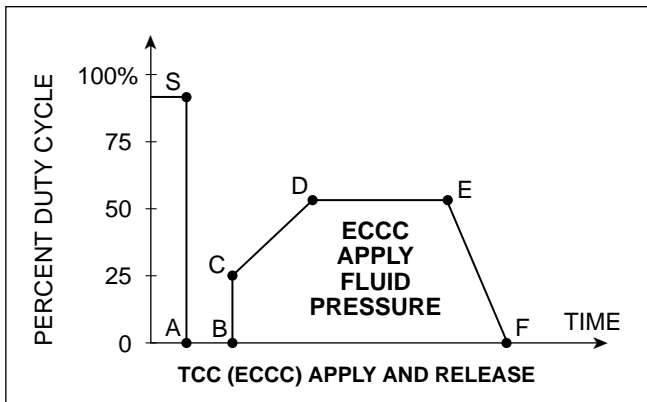 PERCENT DUTY CYCLE
100%
75
50
25
0
S
A
B
C
D
E
F
ECCC
APPLY
FLUID
PRESSURE
TIME
TCC (ECCC) APPLY AND RELEASE